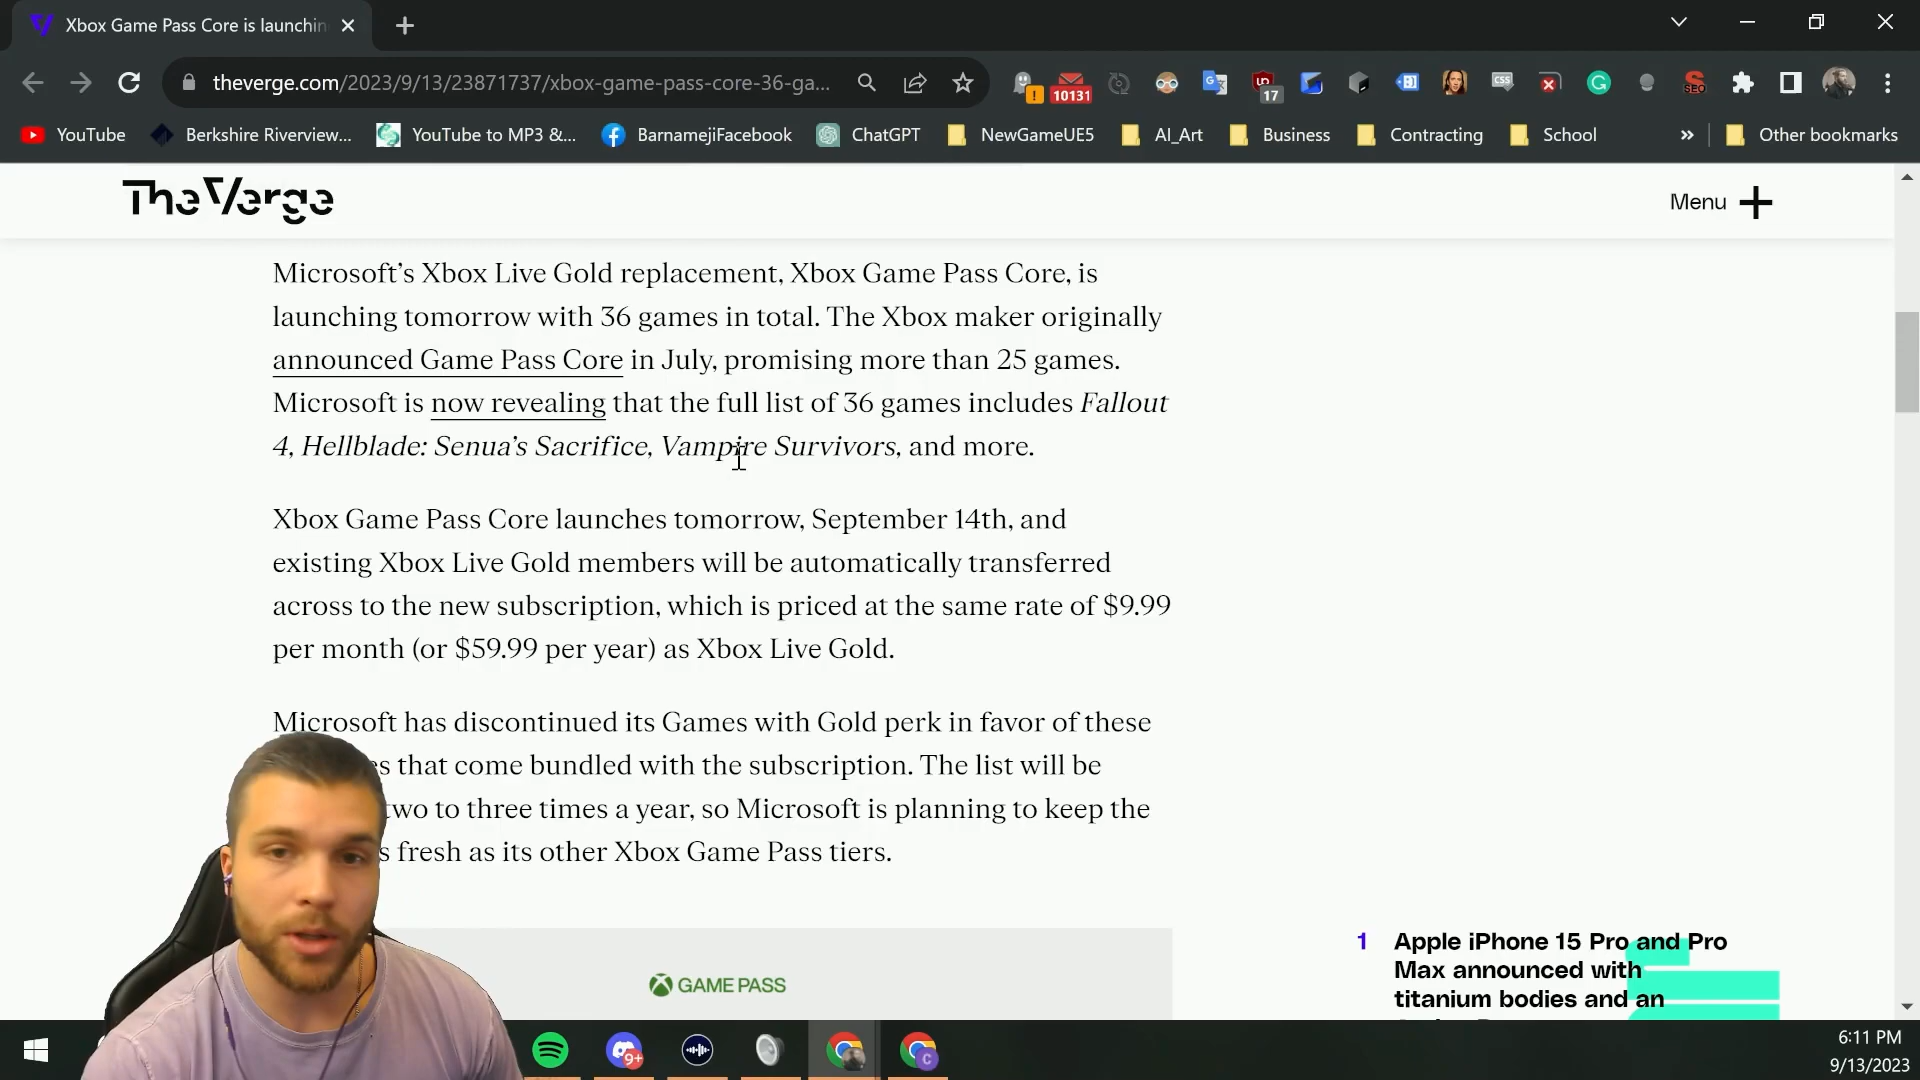 Xbox Game Pass Core is launchin
theverge.com/2023/9/13/23871737/xbox-game-pass-core-36-ga...
10131
17
CSS
SEO
YouTube
Berkshire Riverview...
YouTube to MP3 &...
BarnamejiFacebook
ChatGPT
NewGameUE5
AI_Art
Business
Contracting
School
»
Other bookmarks
The Verge
Menu
Microsoft’s Xbox Live Gold replacement, Xbox Game Pass Core, is
launching tomorrow with 36 games in total. The Xbox maker originally
announced Game Pass Core in July, promising more than 25 games.
Microsoft is now revealing that the full list of 36 games includes Fallout
4, Hellblade: Senua’s Sacrifice, Vampire Survivors, and more.
Xbox Game Pass Core launches tomorrow, September 14th, and
existing Xbox Live Gold members will be automatically transferred
across to the new subscription, which is priced at the same rate of $9.99
per month (or $59.99 per year) as Xbox Live Gold.
Microsoft has discontinued its Games with Gold perk in favor of these
that come bundled with the subscription. The list will be
two to three times a year, so Microsoft is planning to keep the
fresh as its other Xbox Game Pass tiers.
GAME PASS
1 Apple iPhone 15 Pro and Pro
Max announced with
titanium bodies and an
9+
C
6:11 PM
9/13/2023